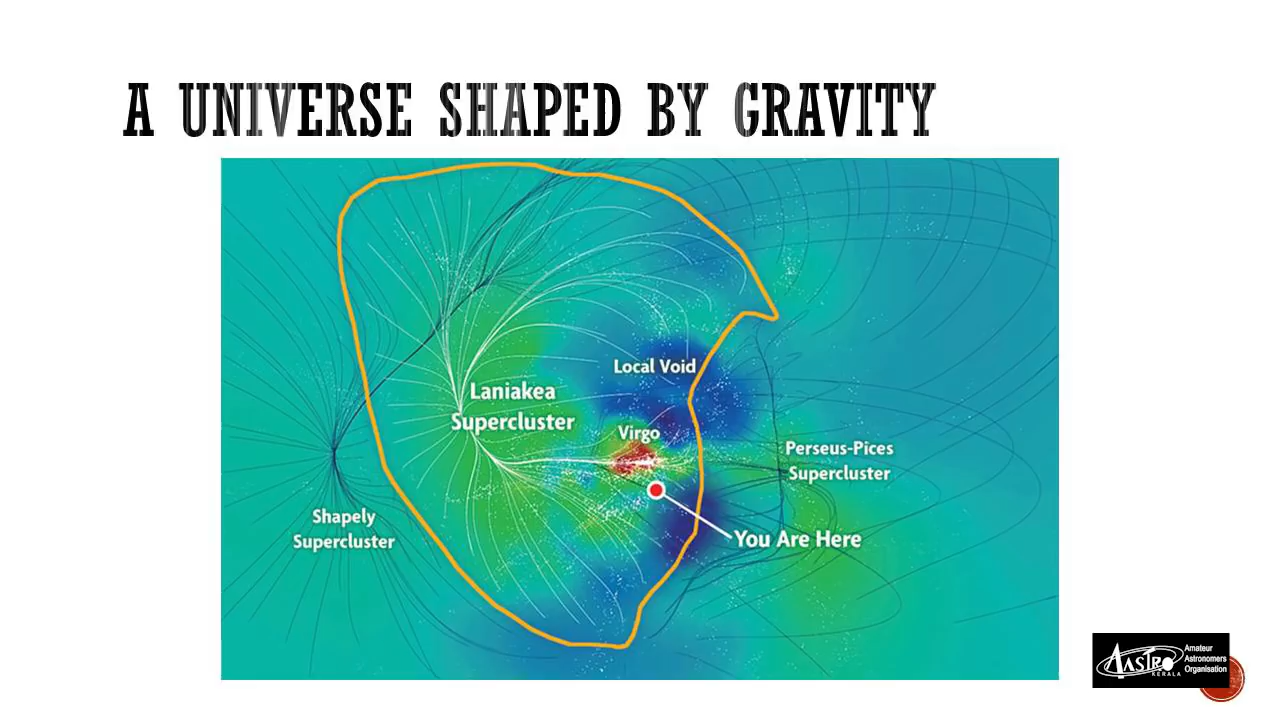 A UNIVERSE SHAPED BY GRAVITY
Local Void
Laniakea
Supercluster
Virgo
Perseus-Pices
Supercluster
Shapely
Supercluster
You Are Here
AASTRO
KERALA
Amateur
Astronomers
Organisation